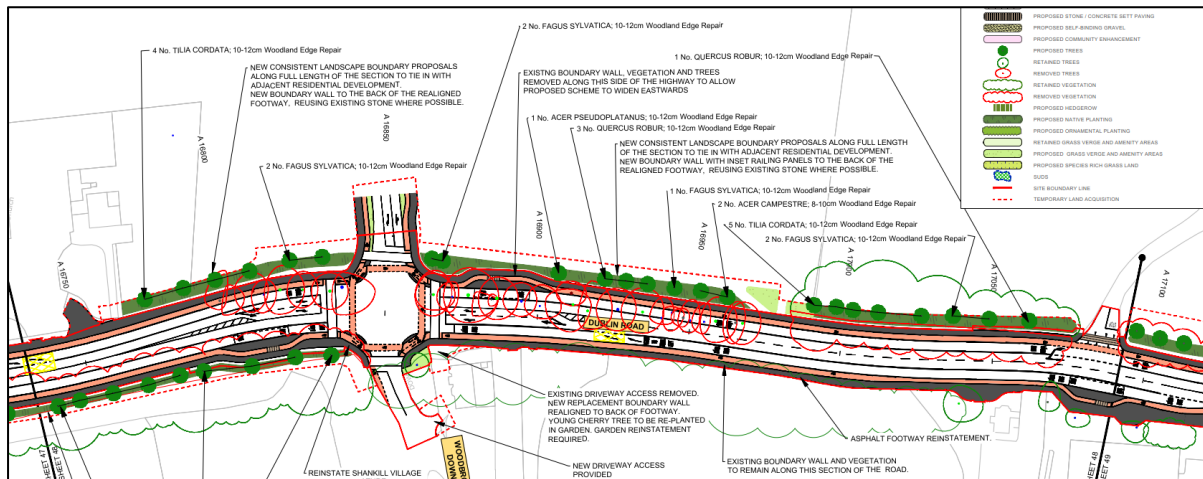 2 No. FAGUS SYLVATICA; 10-12cm Woodland Edge Repair
4 No. TILIA CORDATA; 10-12cm Woodland Edge Repair
1 No. QUERCUS ROBUR; 10-12cm Woodland Edge Repair
NEW CONSISTENT LANDSCAPE BOUNDARY PROPOSALS
ALONG FULL LENGTH OF THE SECTION TO TIE IN WITH
ADJACENT RESIDENTIAL DEVELOPMENT.
NEW BOUNDARY WALL TO THE BACK OF THE REALIGNED
FOOTWAY, REUSING EXISTING STONE WHERE POSSIBLE.
EXISTNG BOUNDARY WALL, VEGETATION AND TREES
REMOVED ALONG THIS SIDE OF THE HIGHWAY TO ALLOW
PROPOSED SCHEME TO WIDEN EASTWARDS
1 No. ACER PSEUDOPLATANUS; 10-12cm Woodland Edge Repair
3 No. QUERCUS ROBUR; 10-12cm Woodland Edge Repair
NEW CONSISTENT LANDSCAPE BOUNDARY PROPOSALS ALONG FULL LENGTH
OF THE SECTION TO TIE IN WITH ADJACENT RESIDENTIAL DEVELOPMENT.
NEW BOUNDARY WALL WITH INSET RAILING PANELS TO THE BACK OF THE
REALIGNED FOOTWAY, REUSING EXISTING STONE WHERE POSSIBLE.
2 No. FAGUS SYLVATICA; 10-12cm Woodland Edge Repair
1 No. FAGUS SYLVATICA; 10-12cm Woodland Edge Repair
2 No. ACER CAMPESTRE; 8-10cm Woodland Edge Repair
5 No. TILIA CORDATA; 10-12cm Woodland Edge Repair
2 No. FAGUS SYLVATICA; 10-12cm Woodland Edge Repair
A 16750
A 16800
A 16850
A 16900
A 16950
A 17000
A 17050
A 17100
DUBLIN ROAD
EXISTING DRIVEWAY ACCESS REMOVED.
NEW REPLACEMENT BOUNDARY WALL
REALIGNED TO BACK OF FOOTWAY.
YOUNG CHERRY TREE TO BE RE-PLANTED
IN GARDEN. GARDEN REINSTATEMENT
REQUIRED.
ASPHALT FOOTWAY REINSTATEMENT.
NEW DRIVEWAY ACCESS
PROVIDED
EXISTING BOUNDARY WALL AND VEGETATION
TO REMAIN ALONG THIS SECTION OF THE ROAD.
REINSTATE SHANKILL VILLAGE
SHEET 47
SHEET 48
SHEET 48
SHEET 49
PROPOSED STONE / CONCRETE SETT PAVING
PROPOSED SELF-BINDING GRAVEL
PROPOSED COMMUNITY ENHANCEMENT
PROPOSED TREES
RETAINED TREES
REMOVED TREES
RETAINED VEGETATION
REMOVED VEGETATION
PROPOSED HEDGEROW
PROPOSED NATIVE PLANTING
PROPOSED ORNAMENTAL PLANTING
RETAINED GRASS VERGE AND AMENITY AREAS
PROPOSED GRASS VERGE AND AMENITY AREAS
PROPOSED SPECIES RICH GRASS LAND
SUDS
SITE BOUNDARY LINE
TEMPORARY LAND ACQUISITION